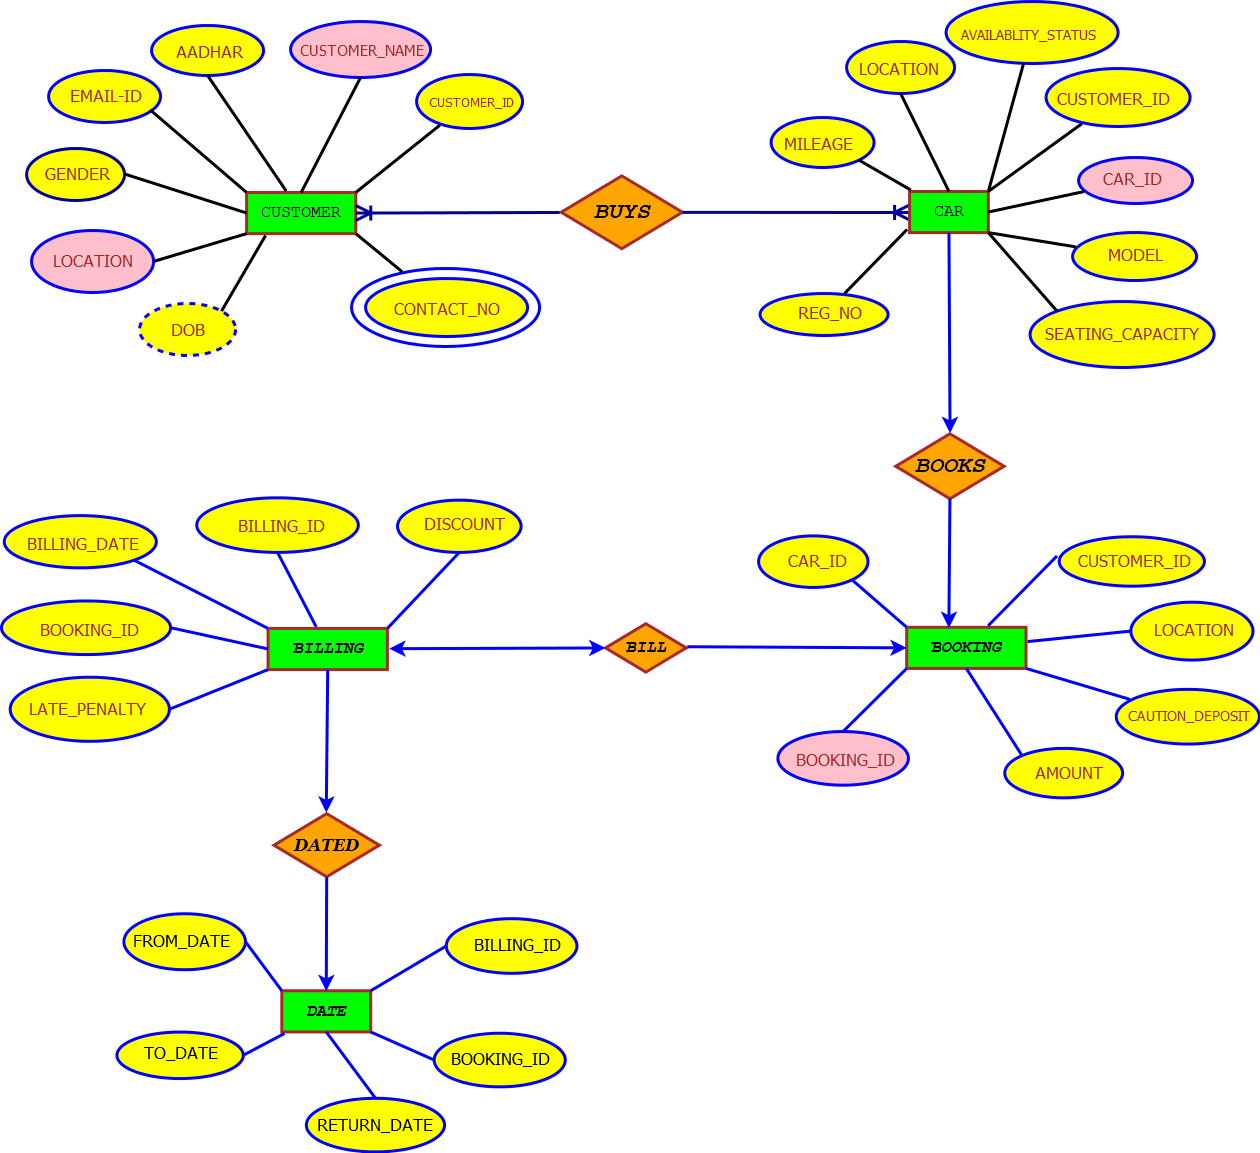 AVAILABLITY_STATUS
AADHAR
CUSTOMER_NAME
LOCATION
EMAIL-ID
CUSTOMER_ID
CUSTOMER_ID
MILEAGE
GENDER
CAR_ID
CUSTOMER
BUYS
CAR
LOCATION
MODEL
CONTACT_NO
REG_NO
DOB
SEATING_CAPACITY
BOOKS
BILLING_DATE
BILLING_ID
DISCOUNT
CAR_ID
CUSTOMER_ID
BOOKING_ID
LOCATION
BILLING
BILL
BOOKING
LATE_PENALTY
CAUTION_DEPOSIT
BOOKING_ID
AMOUNT
DATED
FROM_DATE
BILLING_ID
DATE
TO_DATE
BOOKING_ID
RETURN_DATE